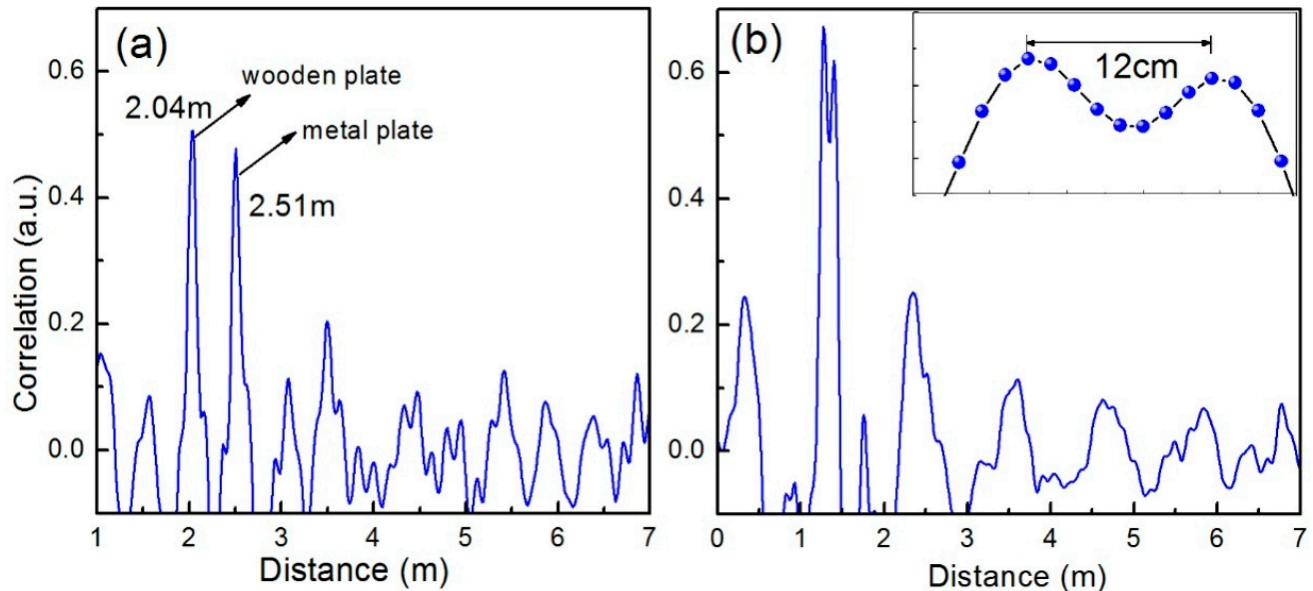 (a)
wooden plate
2.04m
metal plate
2.51m
0.6
0.4
0.2
0.0
Correlation (a.u.)
1 2 3 4 5 6 7
Distance (m)
(b)
12cm
0.6
0.4
0.2
0.0
0 1 2 3 4 5 6 7
Distance (m)